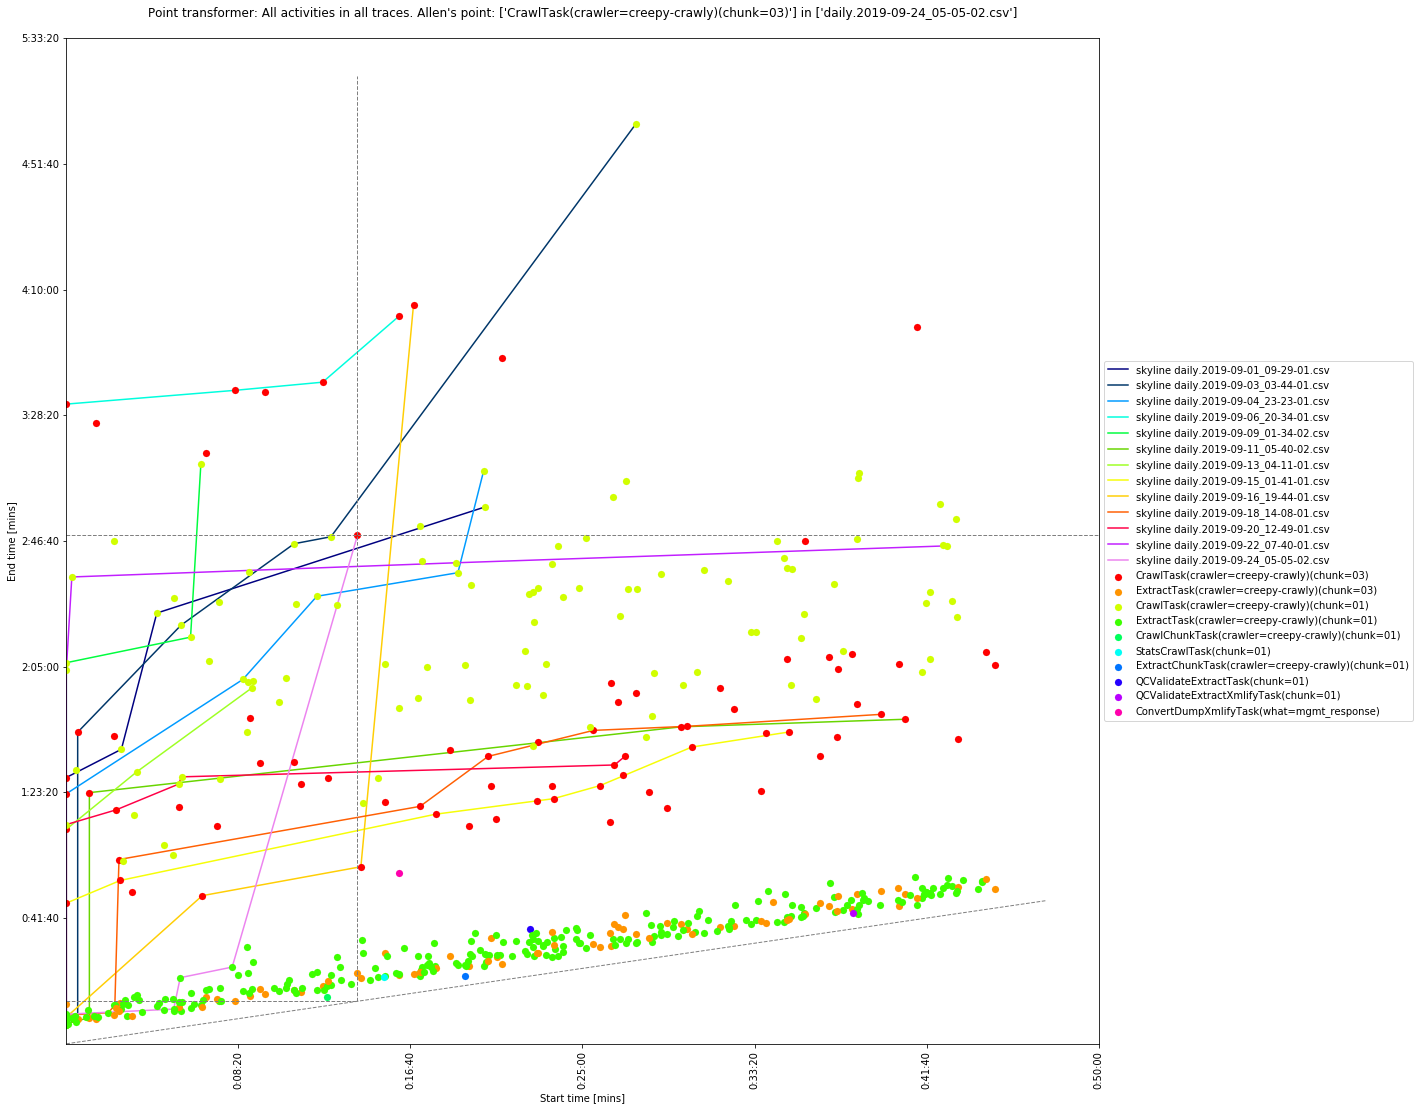 Point transformer: All activities in all traces. Allen's point: ['CrawlTask(crawler=creepy-crawly)(chunk=03)'] in ['daily.2019-09-24_05-05-02.csv']
5:33:20
4:51:40
4:10:00
3:28:20
2:46:40
2:05:00
1:23:20
0:41:40
End time [mins]
0:08:20
0:16:40
0:25:00
0:33:20
0:41:40
0:50:00
Start time [mins]
skyline daily.2019-09-01_09-29-01.csv
skyline daily.2019-09-03_03-44-01.csv
skyline daily.2019-09-04_23-23-01.csv
skyline daily.2019-09-06_20-34-01.csv
skyline daily.2019-09-09_01-34-02.csv
skyline daily.2019-09-11_05-40-02.csv
skyline daily.2019-09-13_04-11-01.csv
skyline daily.2019-09-15_01-41-01.csv
skyline daily.2019-09-16_19-44-01.csv
skyline daily.2019-09-18_14-08-01.csv
skyline daily.2019-09-20_12-49-01.csv
skyline daily.2019-09-22_07-40-01.csv
skyline daily.2019-09-24_05-05-02.csv
CrawlTask(crawler=creepy-crawly)(chunk=03)
ExtractTask(crawler=creepy-crawly)(chunk=03)
CrawlTask(crawler=creepy-crawly)(chunk=01)
ExtractTask(crawler=creepy-crawly)(chunk=01)
CrawlChunkTask(crawler=creepy-crawly)(chunk=01)
StatsCrawlTask(chunk=01)
ExtractChunkTask(crawler=creepy-crawly)(chunk=01)
QCValidateExtractTask(chunk=01)
QCValidateExtractXmlifyTask(chunk=01)
ConvertDumpXmlifyTask(what=mgmt_response)